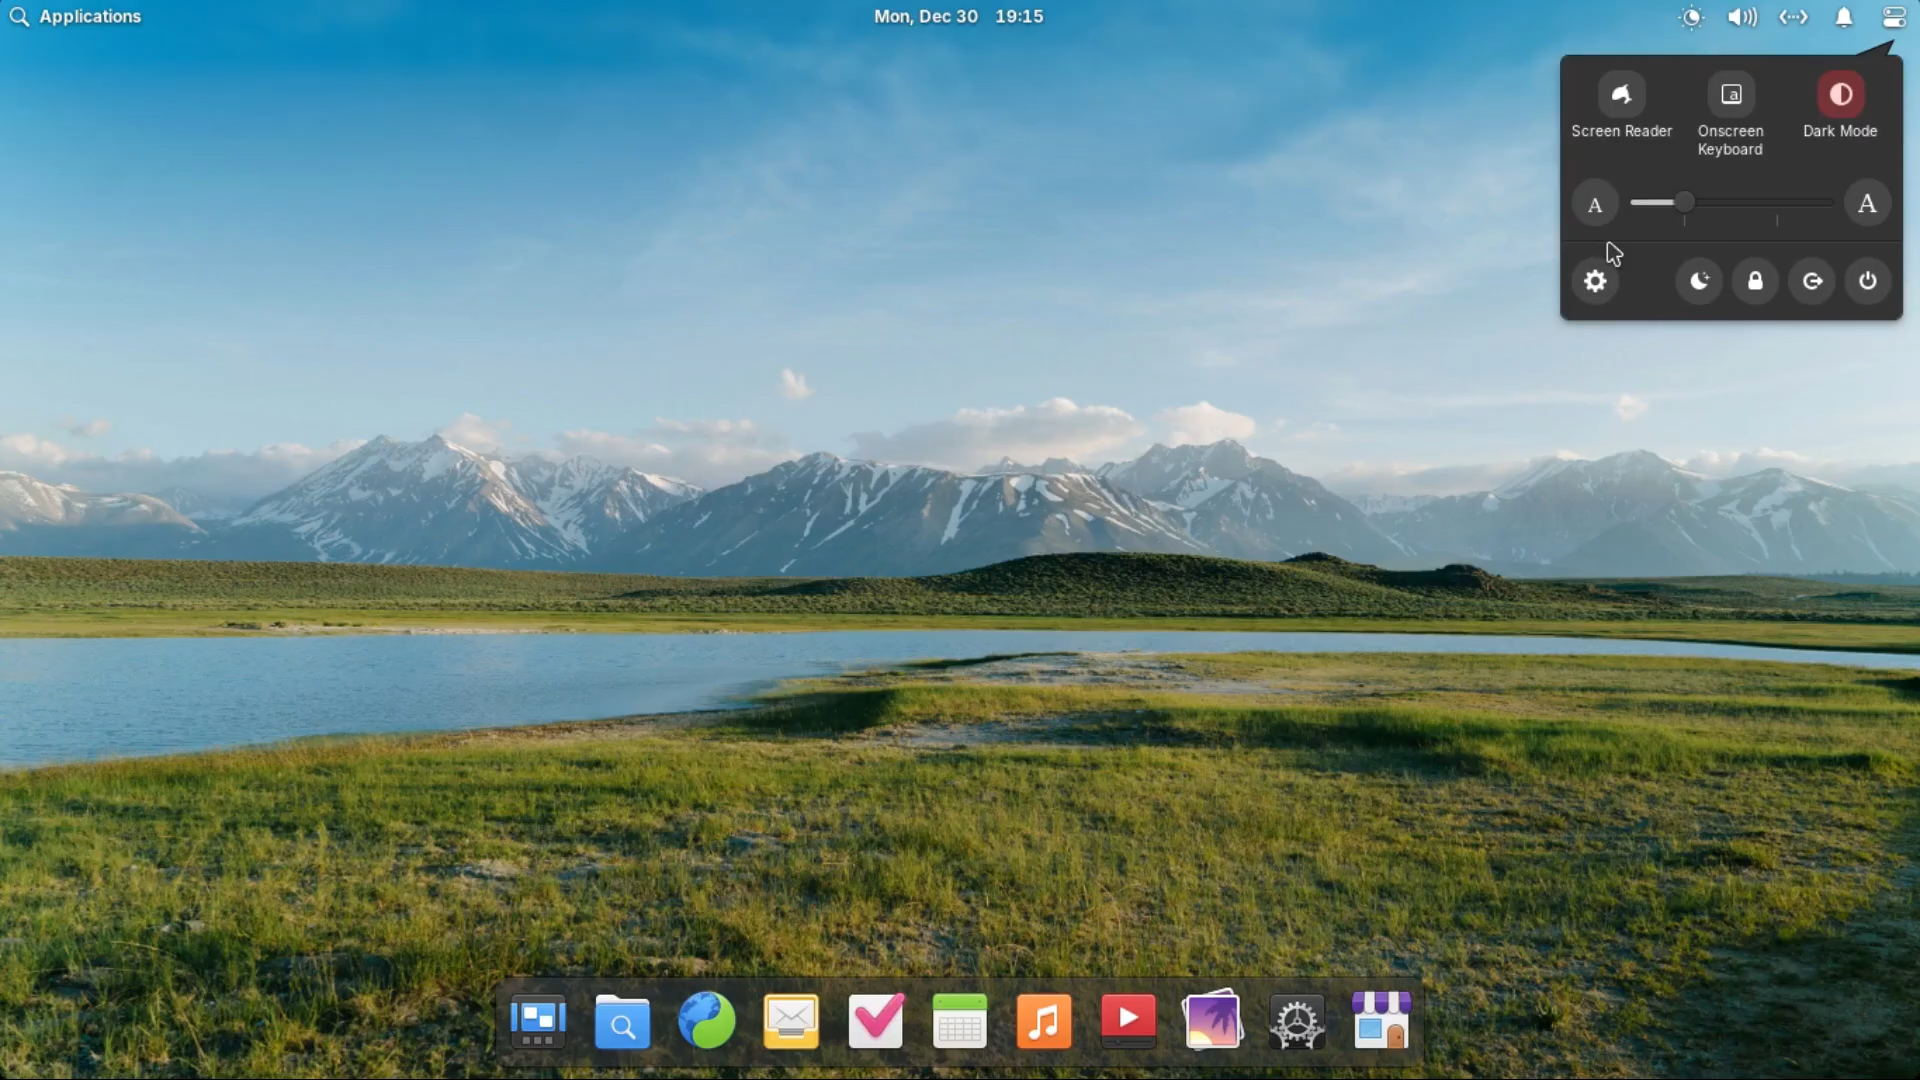 Applications
Mon, Dec 30 19:15
Screen Reader
Onscreen
Keyboard
Dark Mode
a
A
A